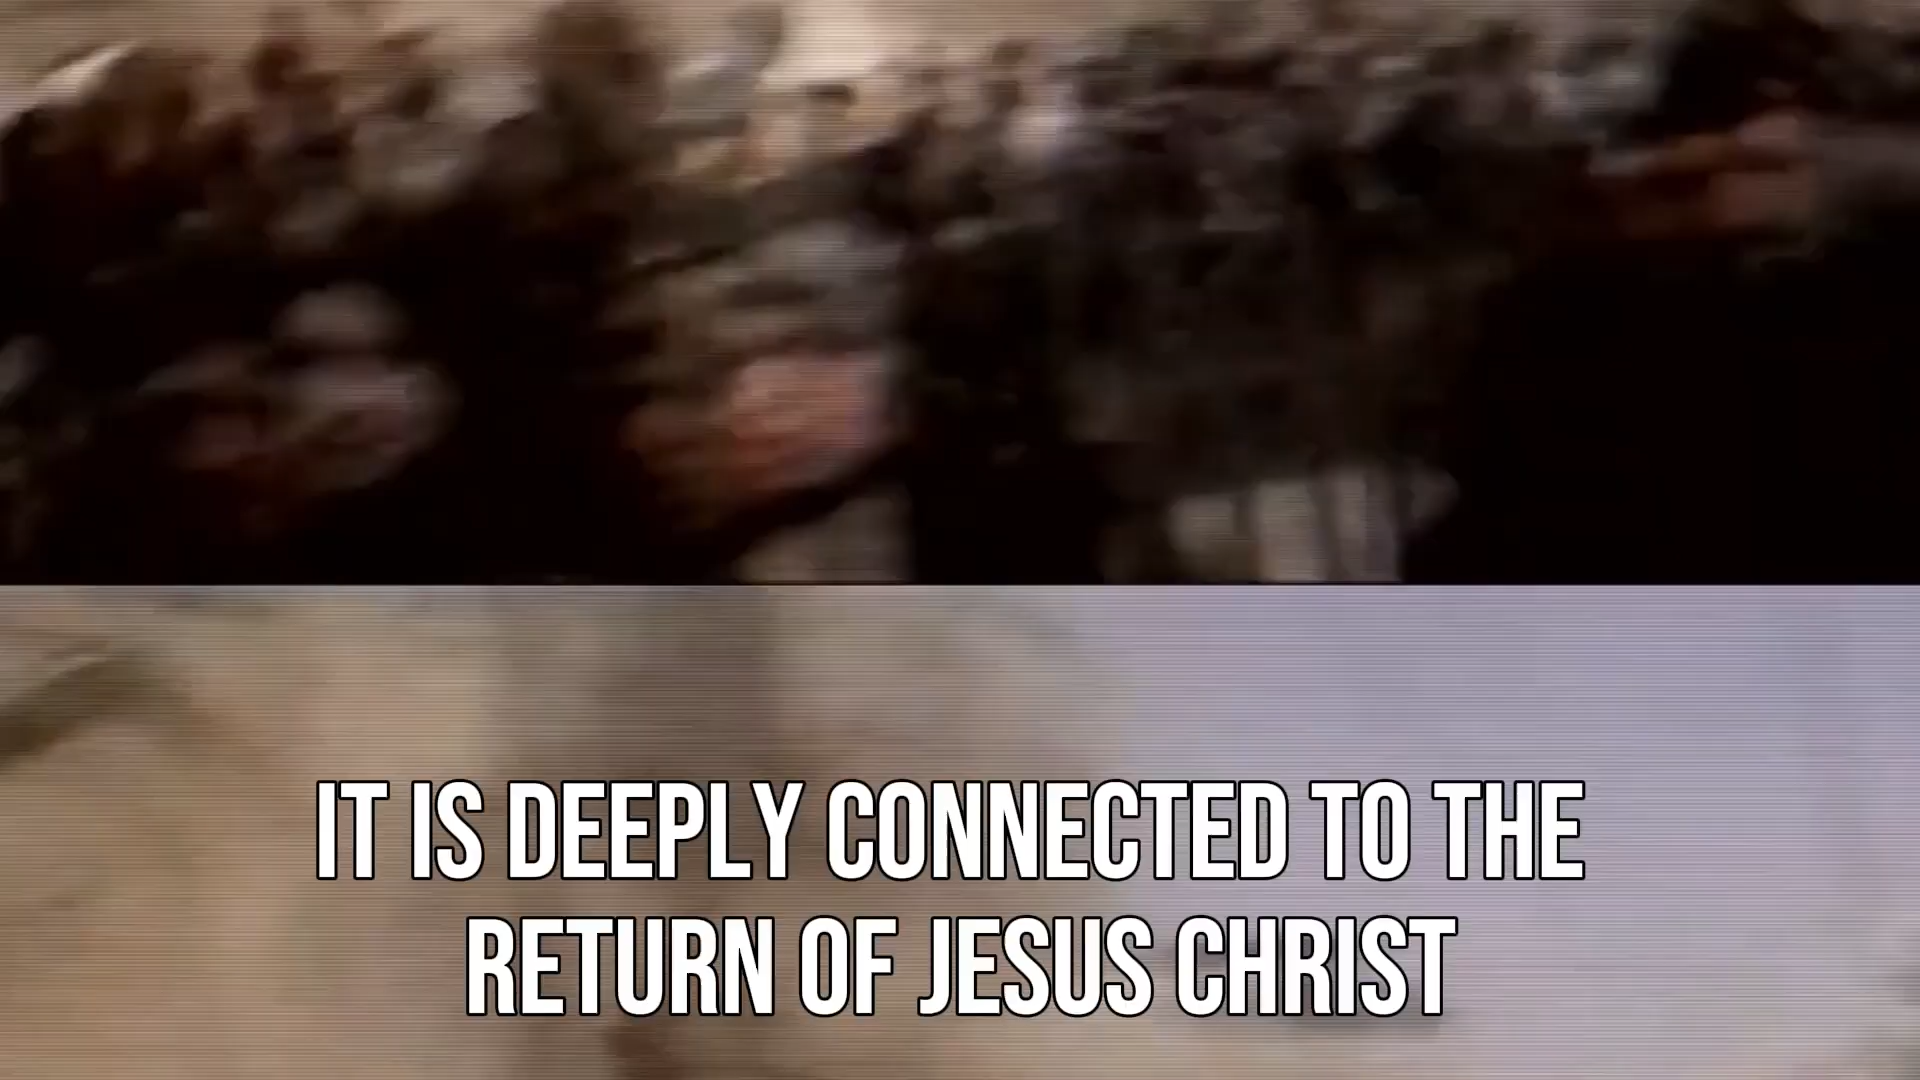 IT IS DEEPLY CONNECTED TO THE
RETURN OF JESUS CHRIST